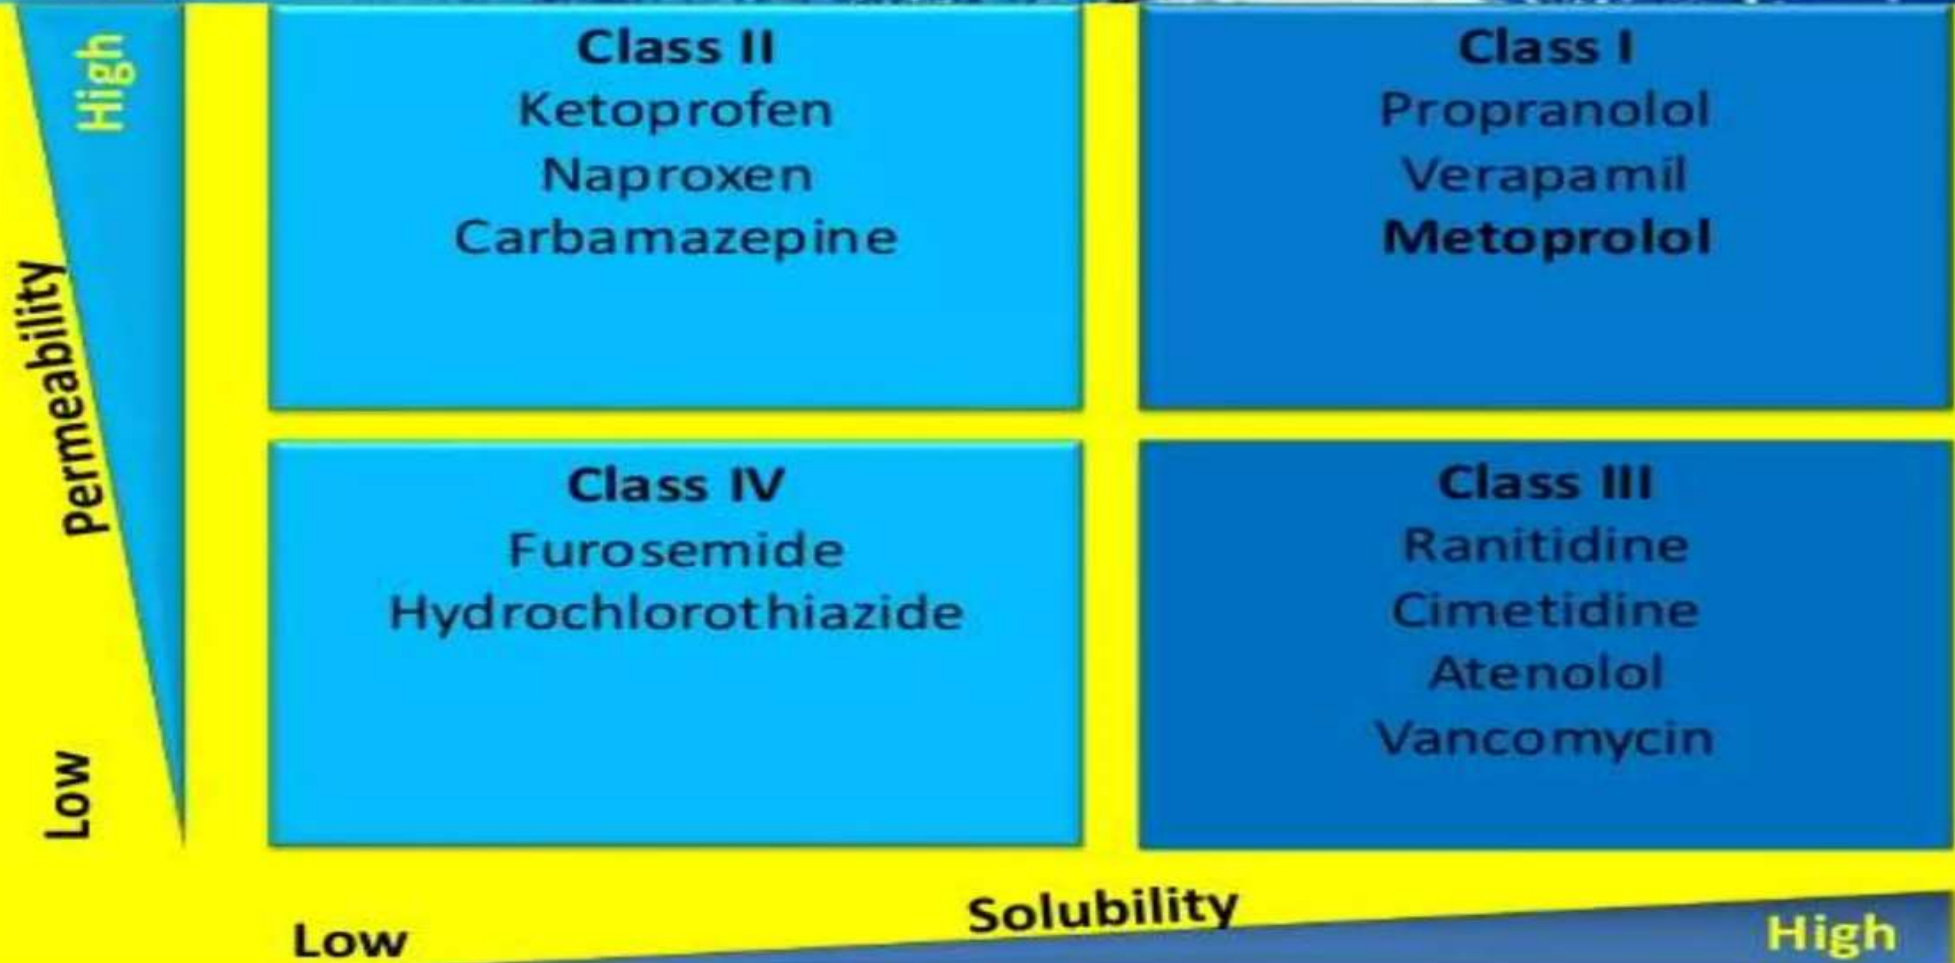 High
Permeability
Low
Class II
Ketoprofen
Naproxen
Carbamazepine
Class I
Propranolol
Verapamil
Metoprolol
Class IV
Furosemide
Hydrochlorothiazide
Class III
Ranitidine
Cimetidine
Atenolol
Vancomycin
Low
Solubility
High